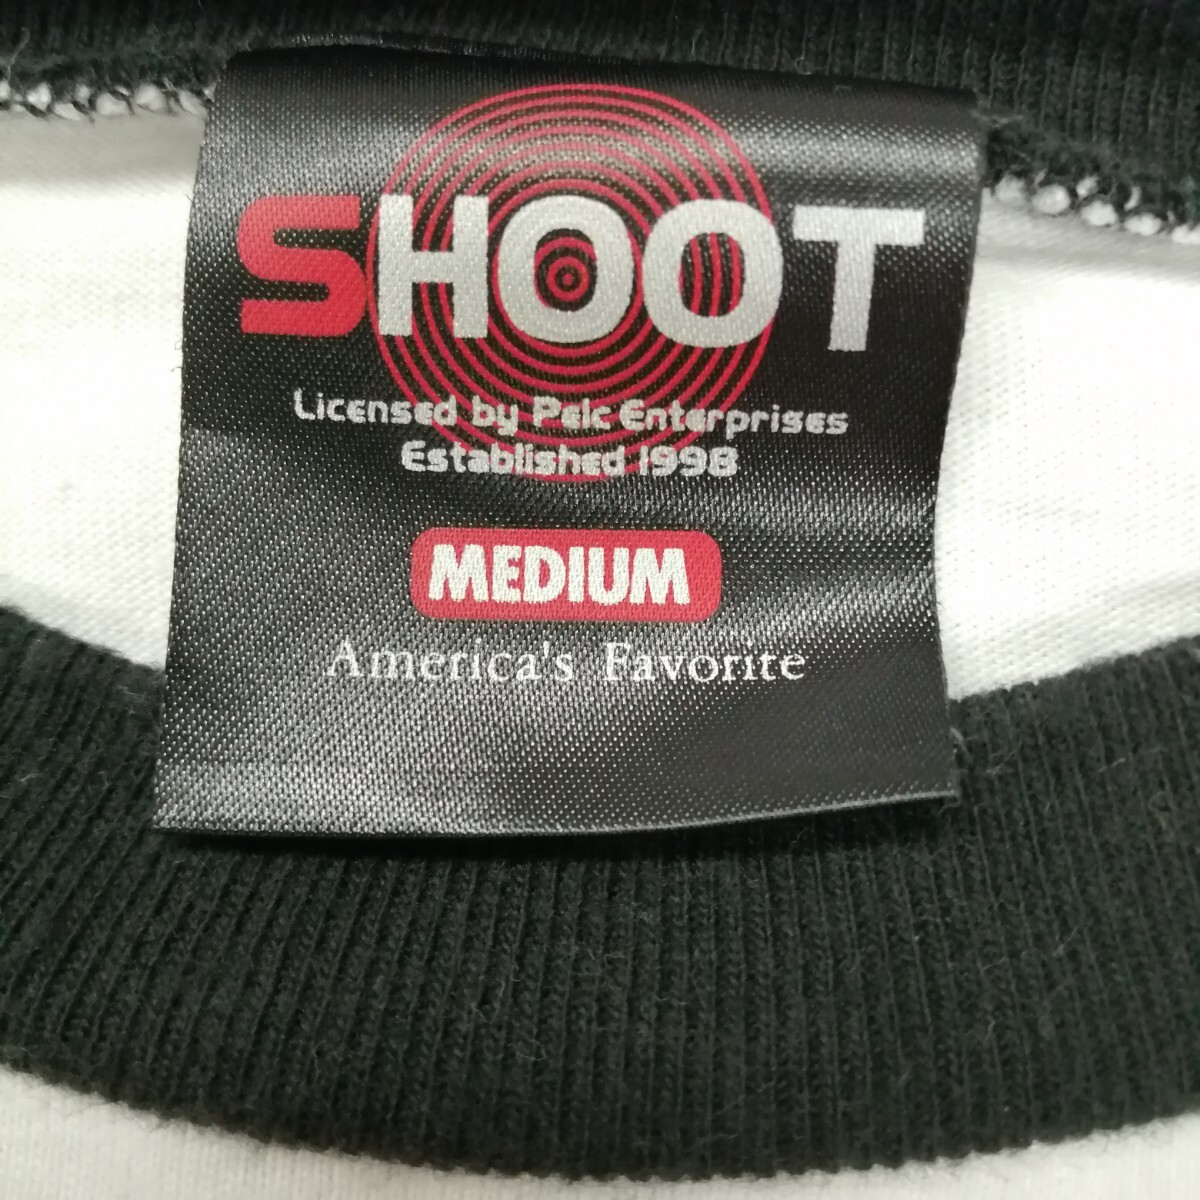 SHOOT
Licensed by Pelc Enterprises
Established 1998
MEDIUM
America's Favorite